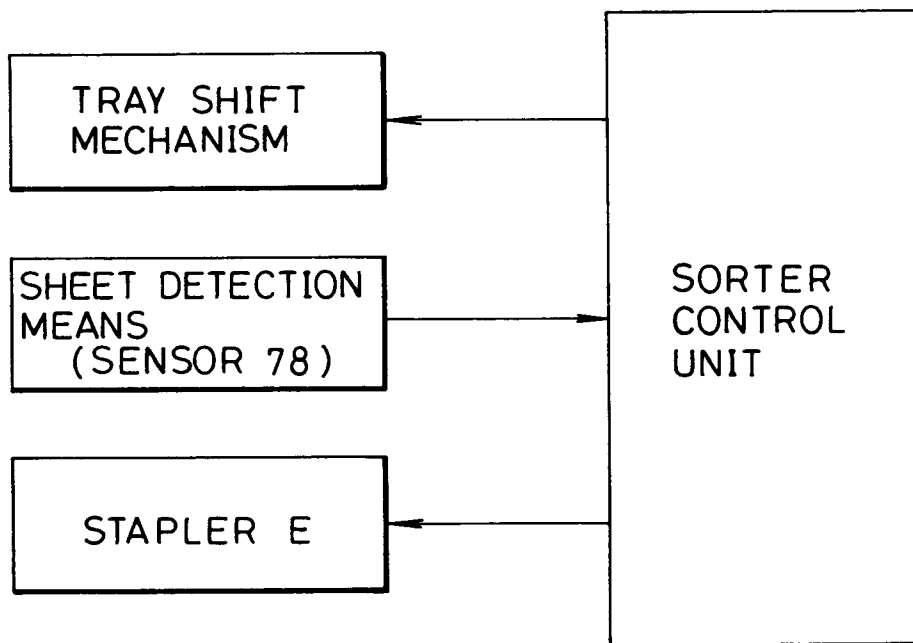 TRAY SHIFT
MECHANISM
SHEET DETECTION
MEANS
(SENSOR 78)
STAPLER E
SORTER
CONTROL
UNIT